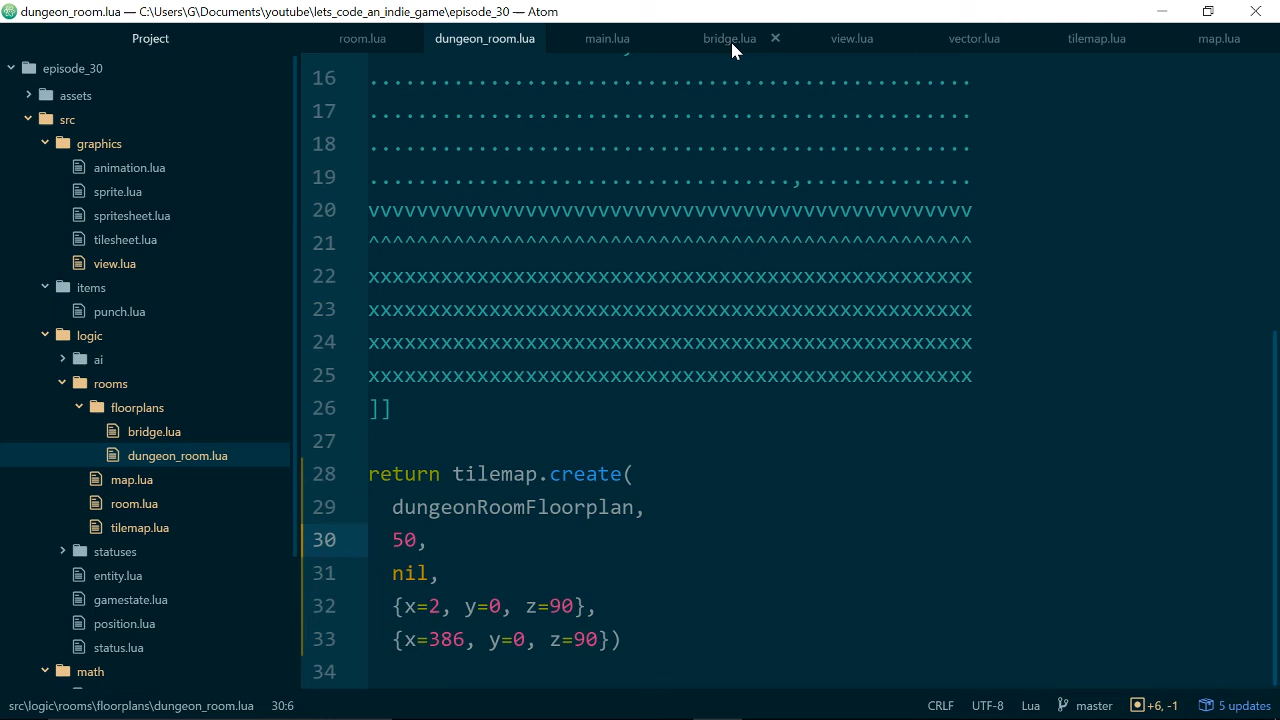 dungeon_room.lua — C:\Users\G\Documents\youtube\lets_code_an_indie_game\episode_30 — Atom
Project
room.lua dungeon_room.lua main.lua bridge.lua view.lua vector.lua tilemap.lua map.lua
episode_30
assets
src
graphics
animation.lua
sprite.lua
spritesheet.lua
tilesheet.lua
view.lua
items
punch.lua
logic
ai
rooms
floorplans
bridge.lua
dungeon_room.lua
map.lua
room.lua
tilemap.lua
statuses
entity.lua
gamestate.lua
position.lua
status.lua
math
16 ..................................................
17 ..................................................
18 ..................................................
19 ...................................,..............
20 vvvvvvvvvvvvvvvvvvvvvvvvvvvvvvvvvvvvvvvvvvvvvvvvvv
21 ^^^^^^^^^^^^^^^^^^^^^^^^^^^^^^^^^^^^^^^^^^^^^^^^^^
22 xxxxxxxxxxxxxxxxxxxxxxxxxxxxxxxxxxxxxxxxxxxxxxxxxx
23 xxxxxxxxxxxxxxxxxxxxxxxxxxxxxxxxxxxxxxxxxxxxxxxxxx
24 xxxxxxxxxxxxxxxxxxxxxxxxxxxxxxxxxxxxxxxxxxxxxxxxxx
25 xxxxxxxxxxxxxxxxxxxxxxxxxxxxxxxxxxxxxxxxxxxxxxxxxx
26 ]]
27
28 return tilemap.create(
29 dungeonRoomFloorplan,
30 50,
31 nil,
32 {x=2, y=0, z=90},
33 {x=386, y=0, z=90})
34
src\logic\rooms\floorplans\dungeon_room.lua 30:6 CRLF UTF-8 Lua master +6, -1 5 updates